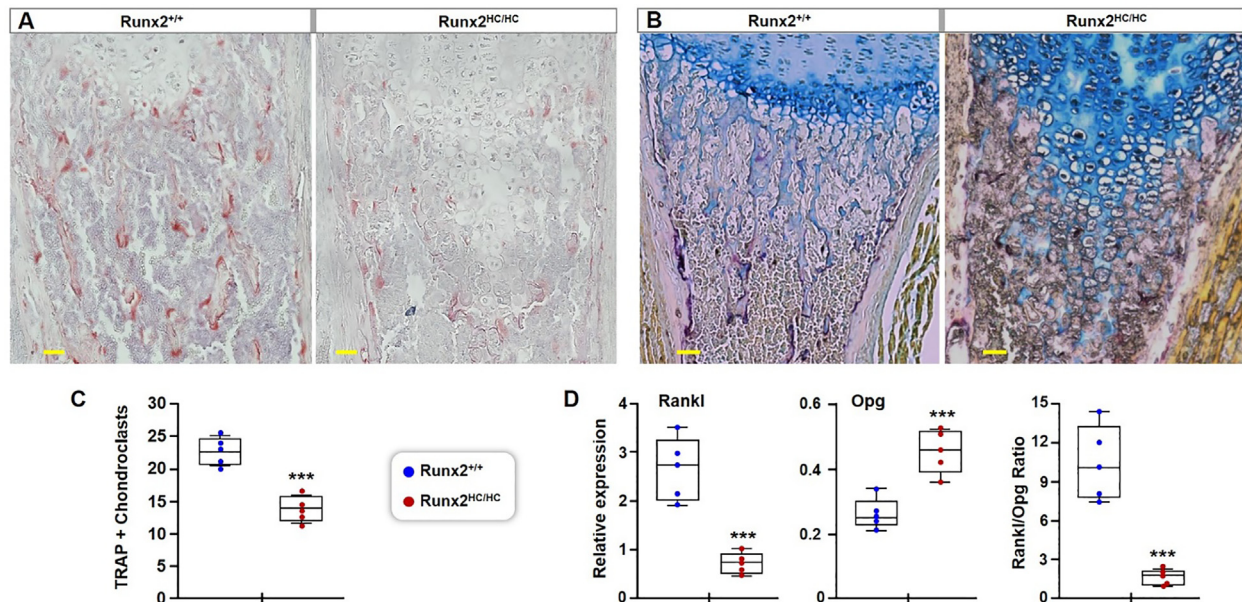 A Runx2+/+ Runx2HC/HC
B Runx2+/+ Runx2HC/HC
C
TRAP + Chondroclasts
30
25
20
15
10
5
0
***
Runx2+/+
Runx2HC/HC
D
Relative expression
Rankl
4
3
2
1
0
***
Opg
0.6
0.4
0.2
0
***
Rankl/Opg Ratio
15
12
9
6
3
0
***